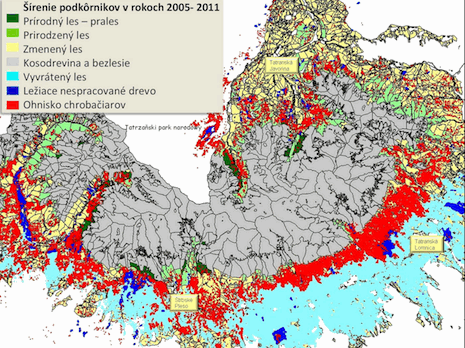 Šírenie podkôrnikov v rokoch 2005- 2011
Prírodný les – prales
Prirodzený les
Zmenený les
Kosodrevina a bezlesie
Vyvrátený les
Ležiace nespracované drevo
Ohnisko chrobačiarov
Tatranská
Javorina
Tatrzański park narodowy
Tatranská
Lomnica
Štrbské
Pleso